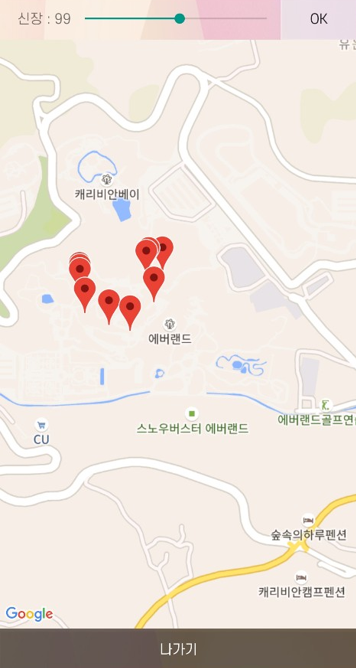 신장 : 99
OK
캐리비안베이
에버랜드
스노우버스터 에버랜드
에버랜드골프연
CU
숲속의하루펜션
캐리비안캠프펜션
Google
나가기